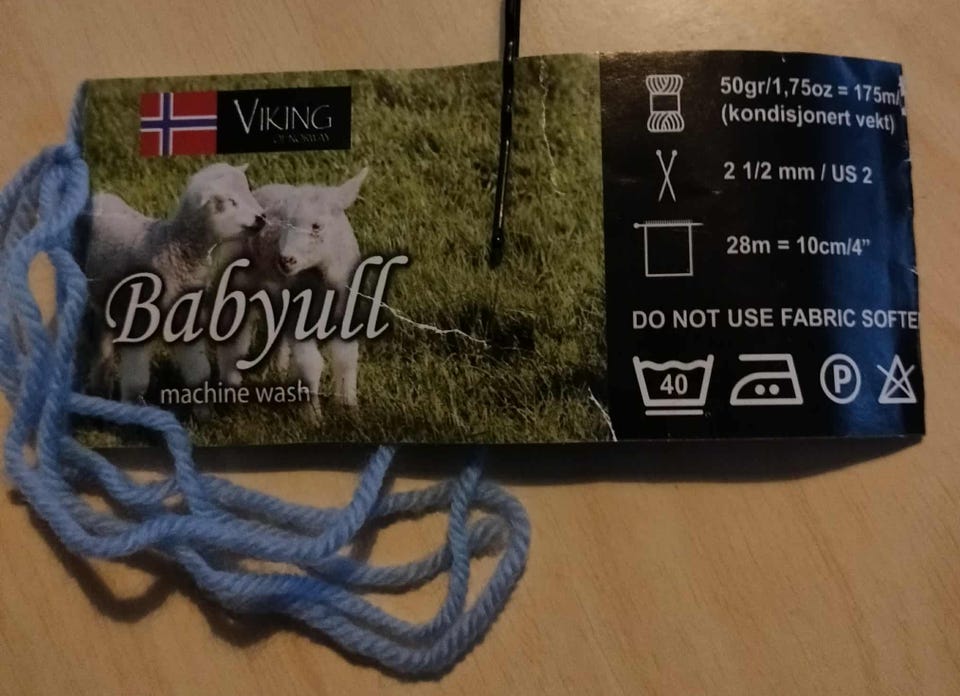 VIKING
OF NORWAY
Babyull
machine wash
50gr/1,75oz = 175m/
(kondisjonert vekt)
2 1/2 mm / US 2
28m = 10cm/4"
DO NOT USE FABRIC SOFTE
40
P